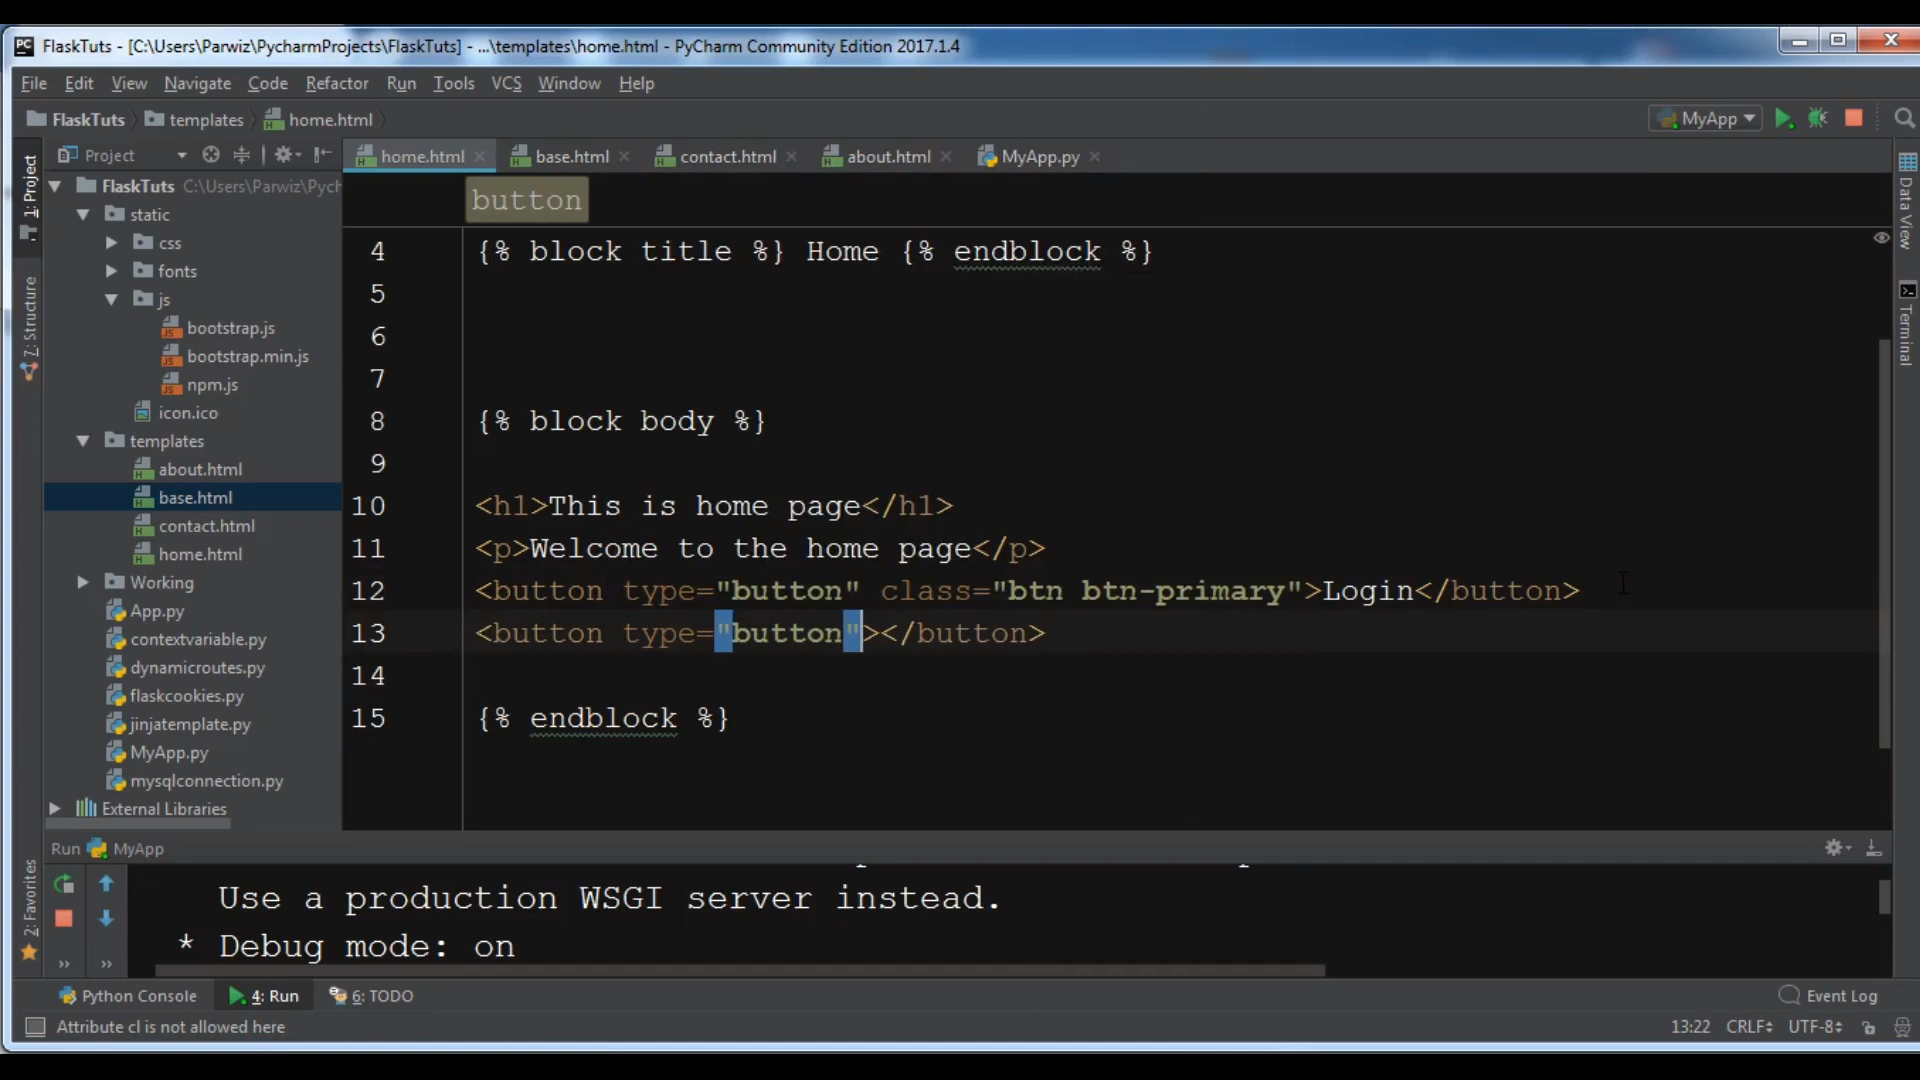 FlaskTuts - [C:\Users\Parwiz\PycharmProjects\FlaskTuts] - ...\templates\home.html - PyCharm Community Edition 2017.1.4
File Edit View Navigate Code Refactor Run Tools VCS Window Help
FlaskTuts templates home.html
MyApp
Project
home.html base.html contact.html about.html MyApp.py
1: Project
7: Structure
2: Favorites
FlaskTuts C:\Users\Parwiz\Pych
static
css
fonts
js
bootstrap.js
bootstrap.min.js
npm.js
icon.ico
templates
about.html
base.html
contact.html
home.html
Working
App.py
contextvariable.py
dynamicroutes.py
flaskcookies.py
jinjatemplate.py
MyApp.py
mysqlconnection.py
External Libraries
button
4 {% block title %} Home {% endblock %}
5
6
7
8 {% block body %}
9
10 <h1>This is home page</h1>
11 <p>Welcome to the home page</p>
12 <button type="button" class="btn btn-primary">Login</button>
13 <button type="button"></button>
14
15 {% endblock %}
Data View
Terminal
Run MyApp
Use a production WSGI server instead.
* Debug mode: on
Python Console 4: Run 6: TODO Event Log
Attribute cl is not allowed here 13:22 CRLF UTF-8